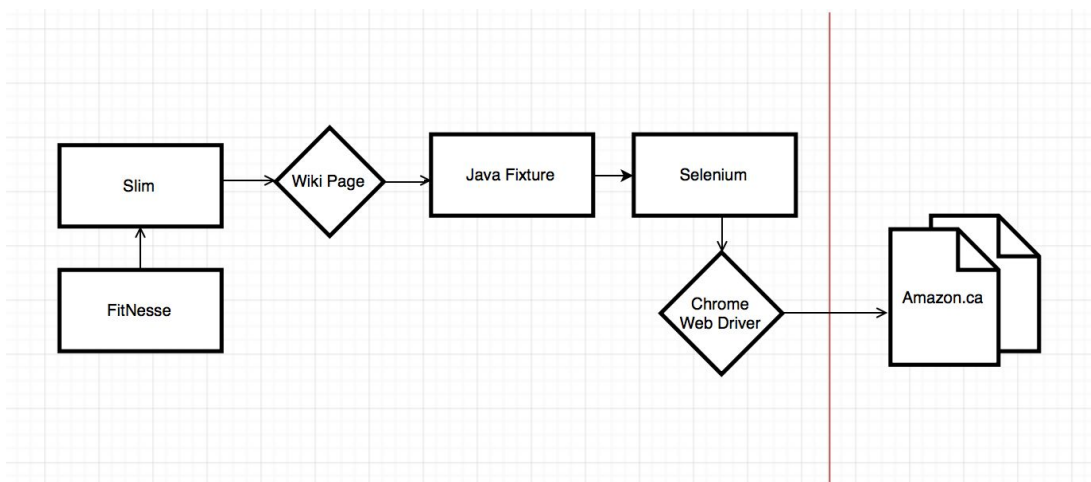 Slim
Wiki Page
Java Fixture
Selenium
FitNesse
Chrome
Web Driver
Amazon.ca